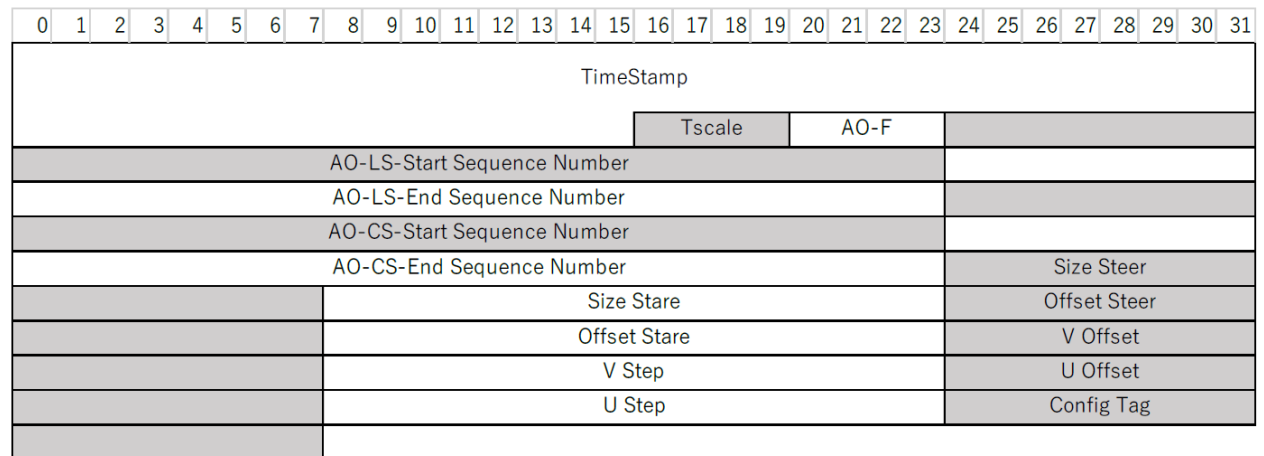 0 1 2 3 4 5 6 7 8 9 10 11 12 13 14 15 16 17 18 19 20 21 22 23 24 25 26 27 28 29 30 31
TimeStamp
Tscale AO-F
AO-LS-Start Sequence Number
AO-LS-End Sequence Number
AO-CS-Start Sequence Number
AO-CS-End Sequence Number Size Steer
Size Stare Offset Steer
Offset Stare V Offset
V Step U Offset
U Step Config Tag